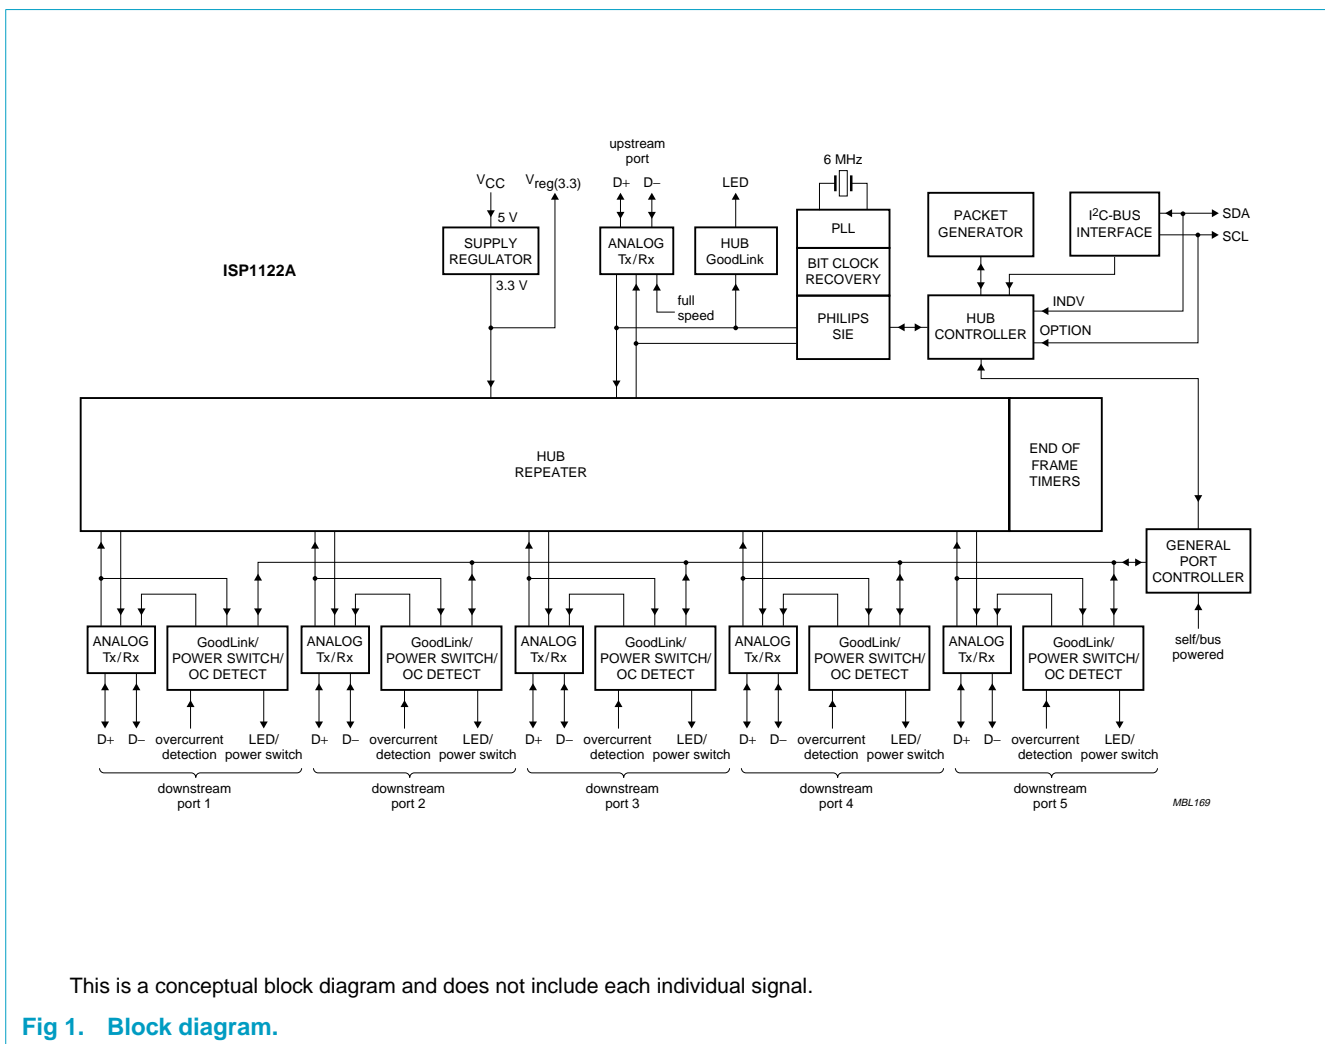 upstream
port
6 MHz
VCC
Vreg(3.3)
D+
D−
LED
5 V
SUPPLY
REGULATOR
3.3 V
ANALOG
Tx/Rx
HUB
GoodLink
full
speed
PLL
BIT CLOCK
RECOVERY
PHILIPS
SIE
PACKET
GENERATOR
I²C-BUS
INTERFACE
SDA
SCL
INDV
HUB
CONTROLLER
OPTION
ISP1122A
HUB
REPEATER
END OF
FRAME
TIMERS
GENERAL
PORT
CONTROLLER
self/bus
powered
ANALOG
Tx/Rx
GoodLink/
POWER SWITCH/
OC DETECT
D+
D−
overcurrent
detection
LED/
power switch
downstream
port 1
ANALOG
Tx/Rx
GoodLink/
POWER SWITCH/
OC DETECT
D+
D−
overcurrent
detection
LED/
power switch
downstream
port 2
ANALOG
Tx/Rx
GoodLink/
POWER SWITCH/
OC DETECT
D+
D−
overcurrent
detection
LED/
power switch
downstream
port 3
ANALOG
Tx/Rx
GoodLink/
POWER SWITCH/
OC DETECT
D+
D−
overcurrent
detection
LED/
power switch
downstream
port 4
ANALOG
Tx/Rx
GoodLink/
POWER SWITCH/
OC DETECT
D+
D−
overcurrent
detection
LED/
power switch
downstream
port 5
MBL169
This is a conceptual block diagram and does not include each individual signal.
Fig 1. Block diagram.